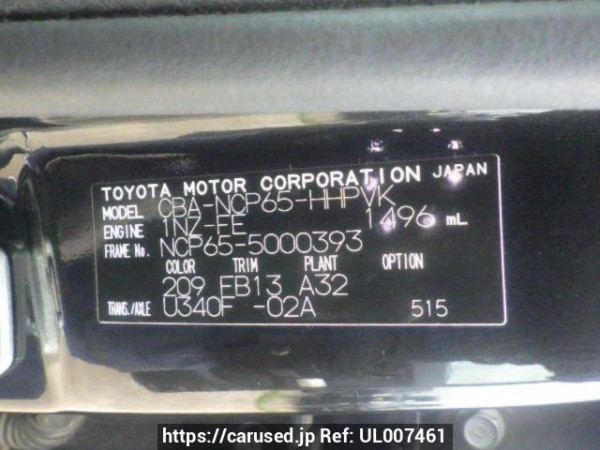 TOYOTA MOTOR CORPORATION JAPAN
MODEL CBA-NCP65-HHPVK
ENGINE 1NZ-FE 1496 mL
FRAME No. NCP65-5000393
COLOR TRIM PLANT OPTION
209 FB13 A32
TRANS./AXLE U340F -02A 515
https://carused.jp Ref: UL007461